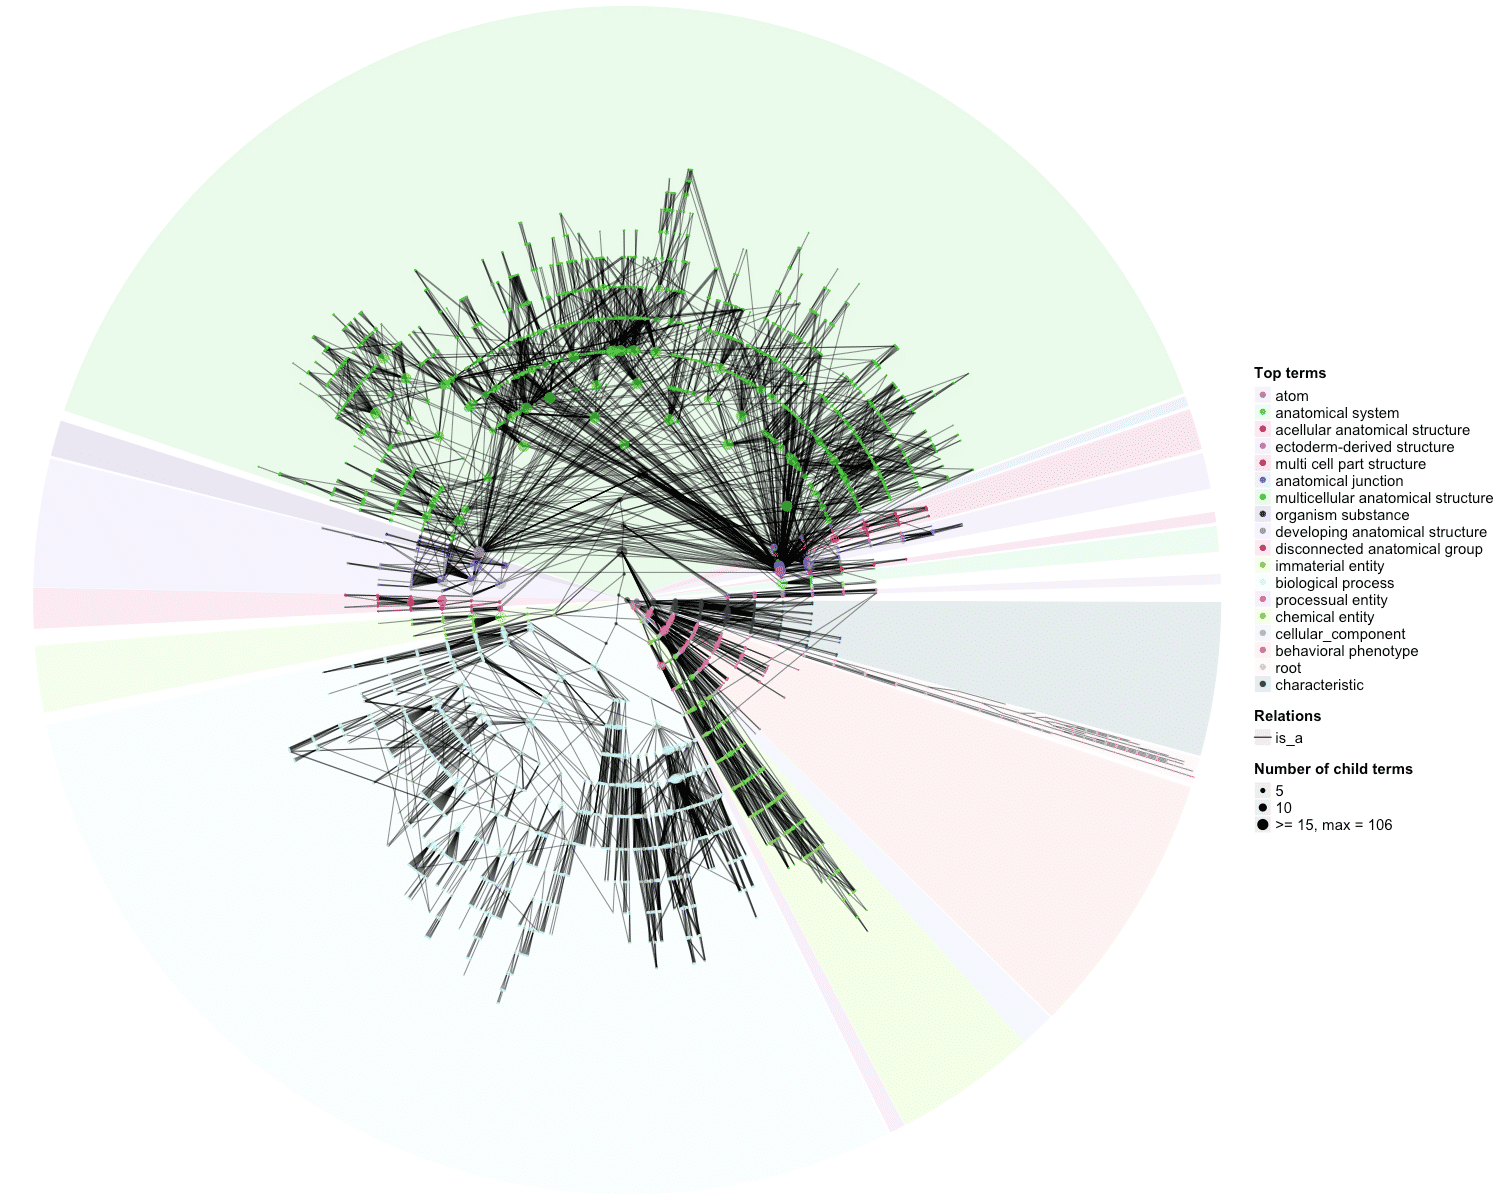 Top terms
atom
anatomical system
acellular anatomical structure
ectoderm-derived structure
multi cell part structure
anatomical junction
multicellular anatomical structure
organism substance
developing anatomical structure
disconnected anatomical group
immaterial entity
biological process
processual entity
chemical entity
cellular_component
behavioral phenotype
root
characteristic
Relations
is_a
Number of child terms
5
10
>= 15, max = 106